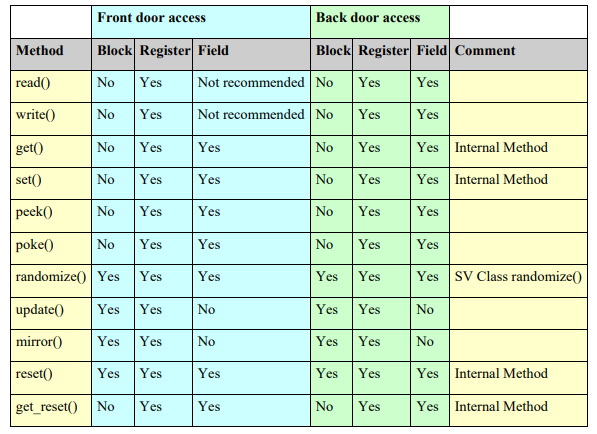 Front door access Back door access
Method Block Register Field Block Register Field Comment
read() No Yes Not recommended No Yes Yes
write() No Yes Not recommended No Yes Yes
get() No Yes Yes No Yes Yes Internal Method
set() No Yes Yes No Yes Yes Internal Method
peek() No Yes Yes No Yes Yes
poke() No Yes Yes No Yes Yes
randomize() Yes Yes Yes Yes Yes Yes SV Class randomize()
update() Yes Yes No Yes Yes No
mirror() Yes Yes No Yes Yes No
reset() Yes Yes Yes Yes Yes Yes Internal Method
get_reset() No Yes Yes No Yes Yes Internal Method